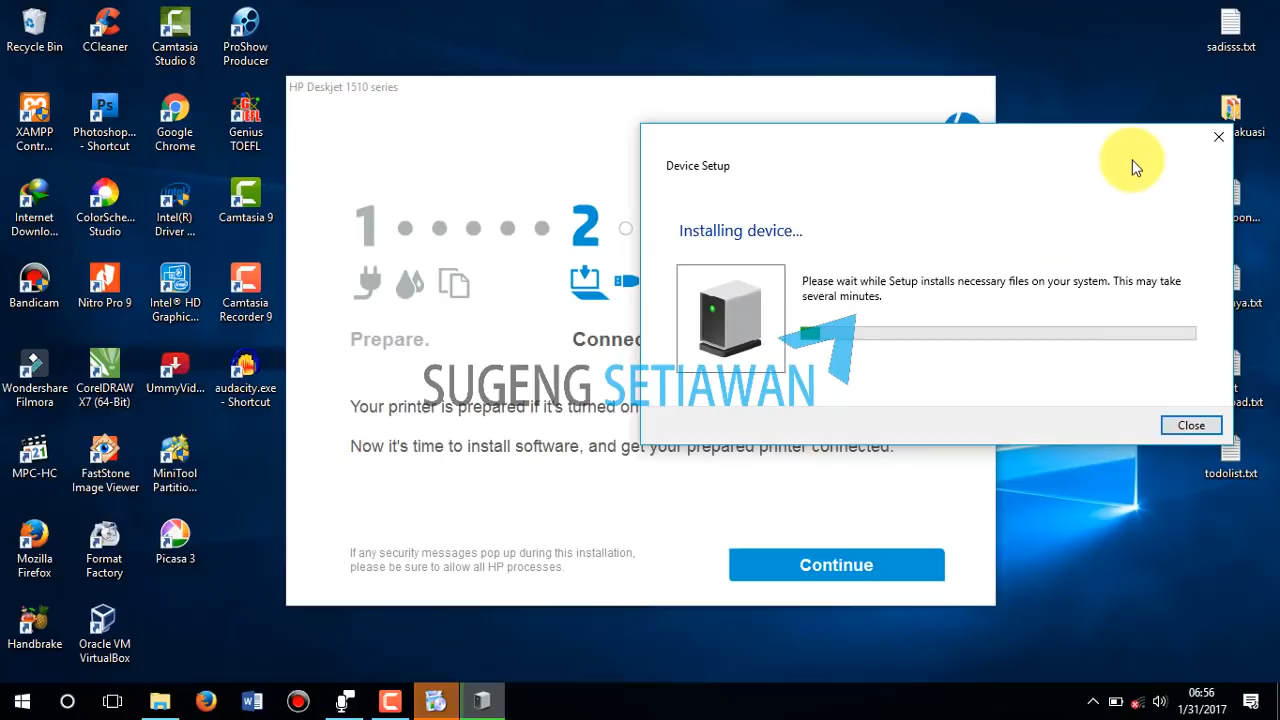 Recycle Bin
CCleaner
Camtasia
Studio 8
ProShow
Producer
XAMPP
Contr...
Photoshop...
- Shortcut
Google
Chrome
Genius
TOEFL
Internet
Downlo...
ColorSche...
Studio
Intel(R)
Driver ...
Camtasia 9
Bandicam
Nitro Pro 9
Intel® HD
Graphic...
Camtasia
Recorder 9
Wondershare
Filmora
CorelDRAW
X7 (64-Bit)
UmmyVid...
audacity.exe
- Shortcut
MPC-HC
FastStone
Image Viewer
MiniTool
Partitio...
Mozilla
Firefox
Format
Factory
Picasa 3
Handbrake
Oracle VM
VirtualBox
HP Deskjet 1510 series
1
2
Prepare.
Connec
Your printer is prepared if it's turned on
Now it's time to install software, and get your prepared printer connected.
If any security messages pop up during this installation,
please be sure to allow all HP processes.
Continue
Device Setup
Installing device...
Please wait while Setup installs necessary files on your system. This may take
several minutes.
Close
SUGENG SETIAWAN
sadisss.txt
akuasi
pon...
aya.txt
t
oad.txt
todolist.txt
06:56
1/31/2017